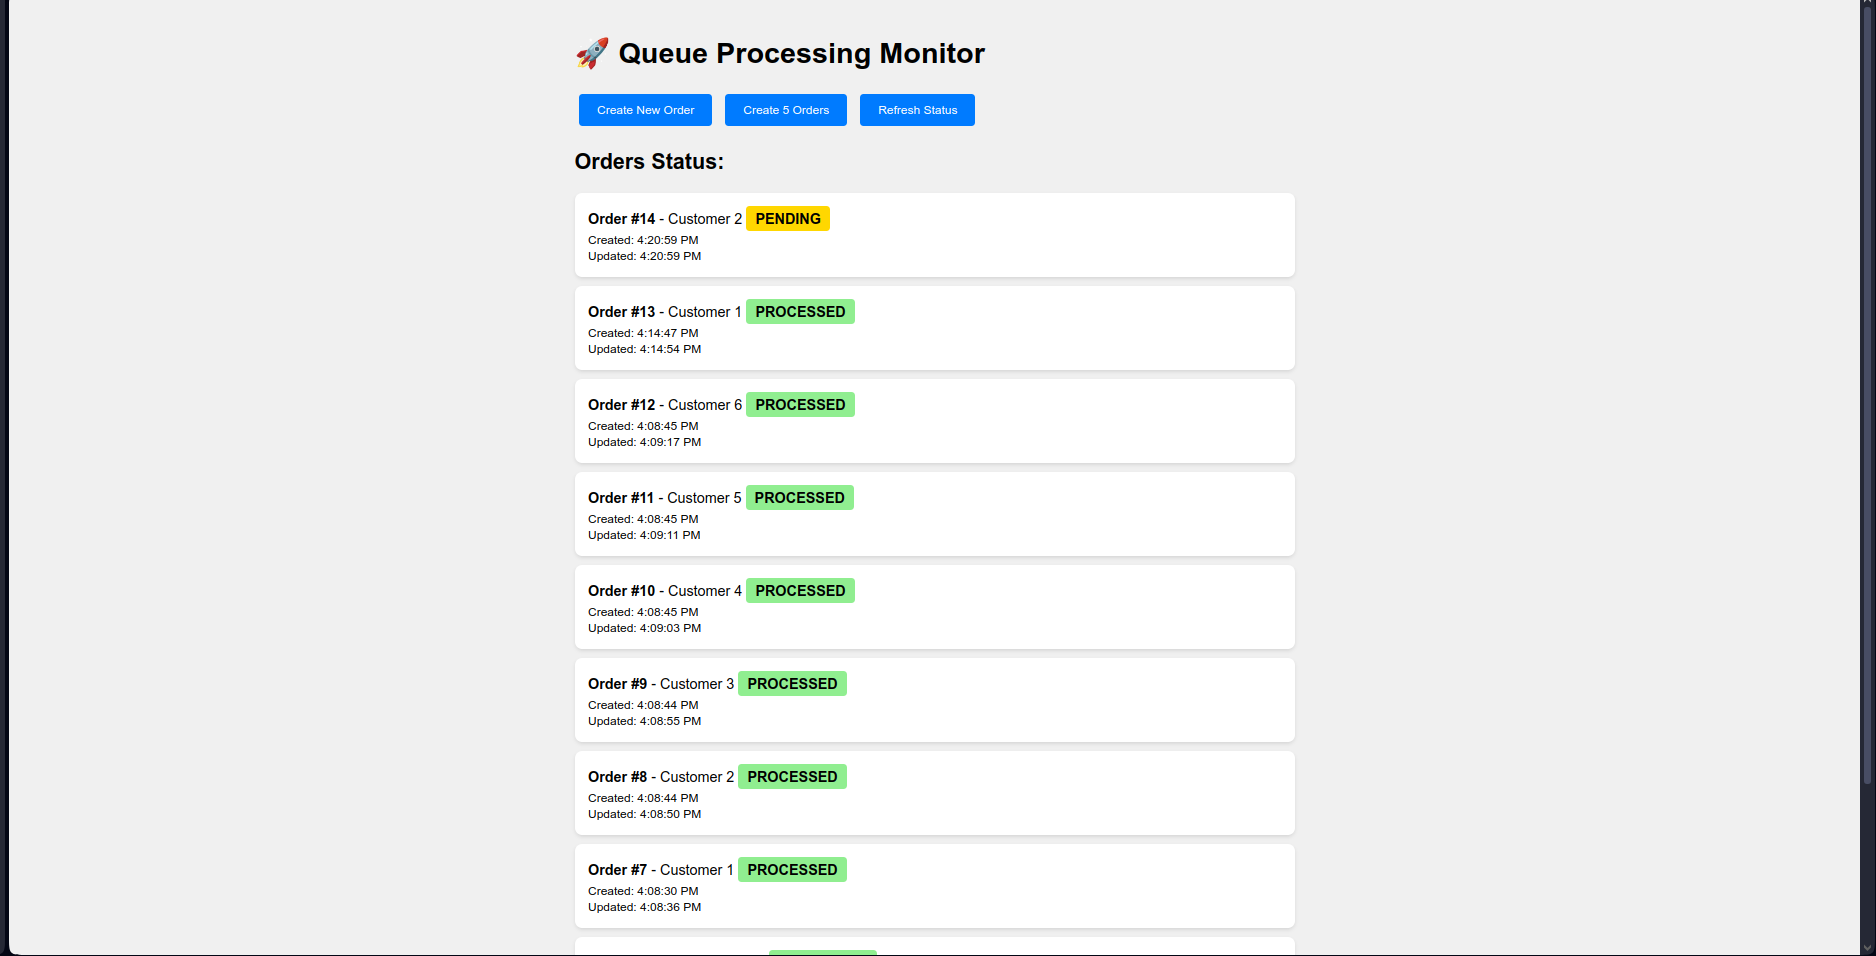 🚀 Queue Processing Monitor
Create New Order Create 5 Orders Refresh Status
Orders Status:
Order #14 - Customer 2 PENDING
Created: 4:20:59 PM
Updated: 4:20:59 PM
Order #13 - Customer 1 PROCESSED
Created: 4:14:47 PM
Updated: 4:14:54 PM
Order #12 - Customer 6 PROCESSED
Created: 4:08:45 PM
Updated: 4:09:17 PM
Order #11 - Customer 5 PROCESSED
Created: 4:08:45 PM
Updated: 4:09:11 PM
Order #10 - Customer 4 PROCESSED
Created: 4:08:45 PM
Updated: 4:09:03 PM
Order #9 - Customer 3 PROCESSED
Created: 4:08:44 PM
Updated: 4:08:55 PM
Order #8 - Customer 2 PROCESSED
Created: 4:08:44 PM
Updated: 4:08:50 PM
Order #7 - Customer 1 PROCESSED
Created: 4:08:30 PM
Updated: 4:08:36 PM